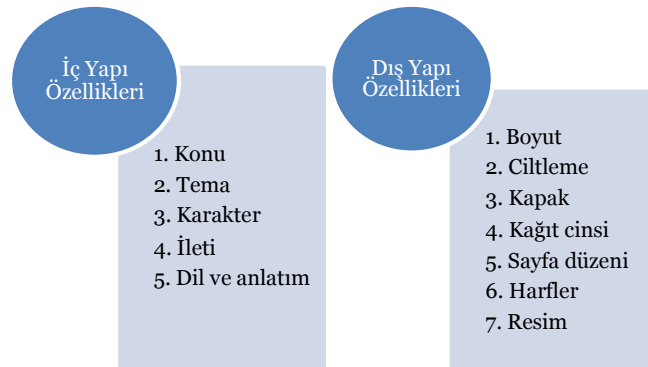 İç Yapı
Özellikleri
1. Konu
2. Tema
3. Karakter
4. İleti
5. Dil ve anlatım
Dış Yapı
Özellikleri
1. Boyut
2. Ciltleme
3. Kapak
4. Kağıt cinsi
5. Sayfa düzeni
6. Harfler
7. Resim